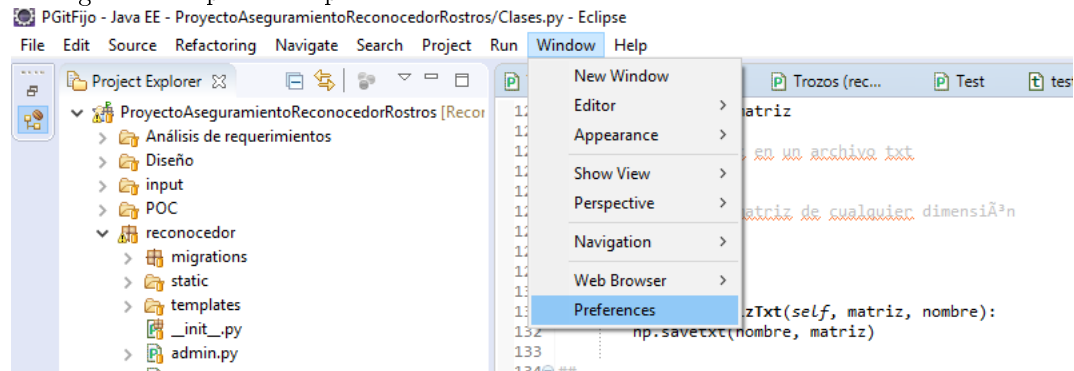 PGitFijo - Java EE - ProyectoAseguramientoReconocedorRostros/Clases.py - Eclipse
File Edit Source Refactoring Navigate Search Project Run Window Help
Project Explorer
ProyectoAseguramientoReconocedorRostros [Recor
Análisis de requerimientos
Diseño
input
POC
reconocedor
migrations
static
templates
__init__.py
admin.py
New Window
Editor
Appearance
Show View
Perspective
Navigation
Web Browser
Preferences
Trozos (rec... Test test
atriz
en un archivo txt
atriz de cualquier dimensiÃ³n
zTxt(self, matriz, nombre):
132 np.savetxt(nombre, matriz)
133
134 ##